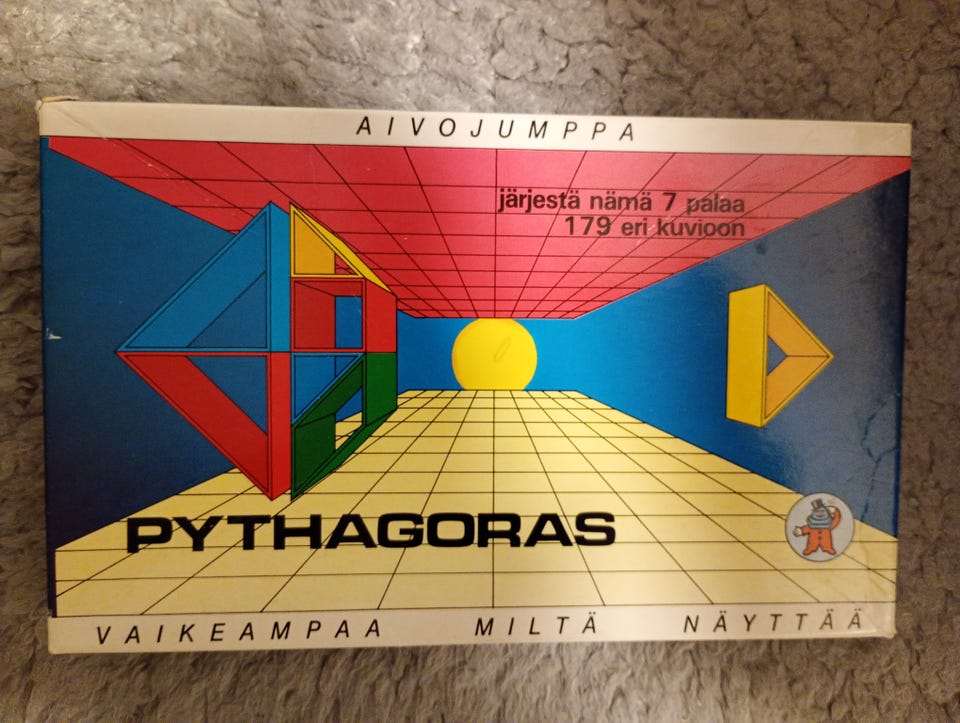 AIVOJUMPPA
järjestä nämä 7 palaa
179 eri kuvioon
PYTHAGORAS
VAIKEAMPAA MILTÄ NÄYTTÄÄ